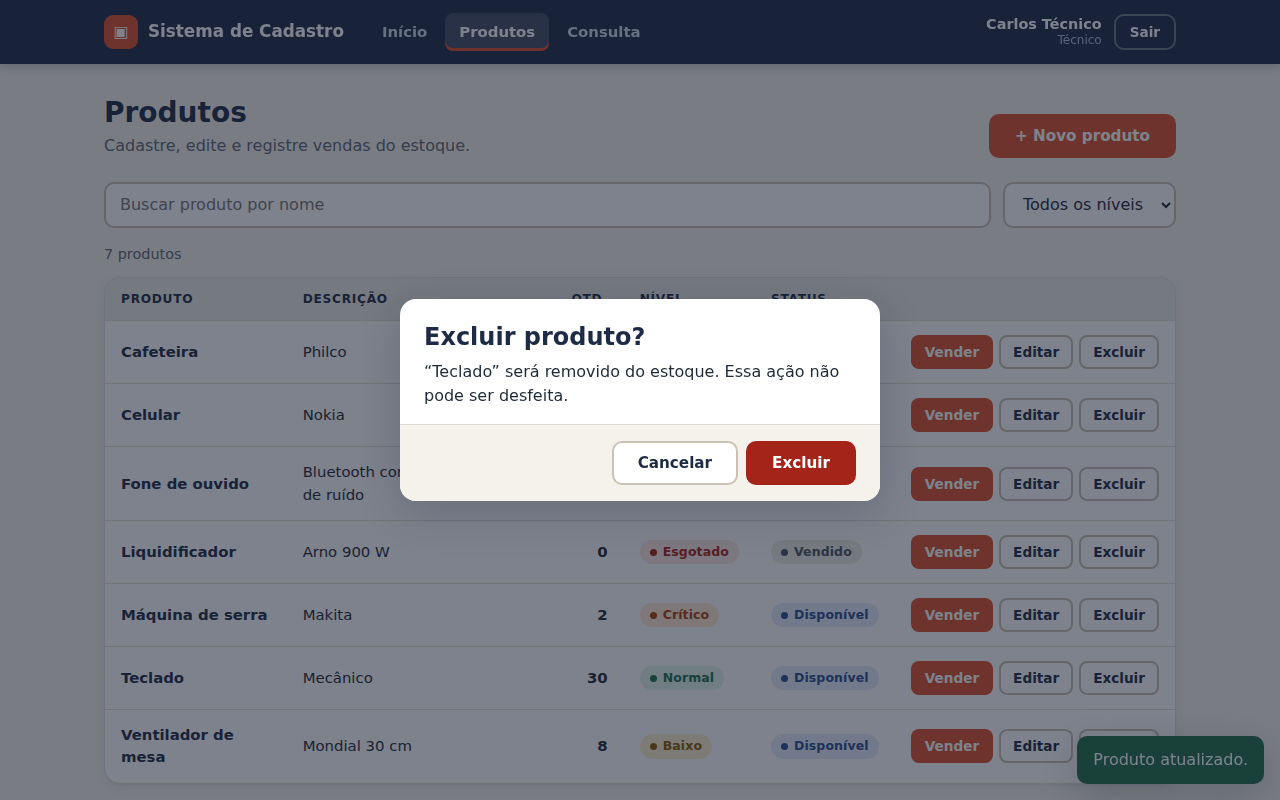 Sistema de Cadastro
Início
Produtos
Consulta
Carlos Técnico
Técnico
Sair
Produtos
Cadastre, edite e registre vendas do estoque.
+ Novo produto
Buscar produto por nome
Todos os níveis
7 produtos
PRODUTO DESCRIÇÃO QTD. NÍVEL STATUS
Cafeteira Philco Vender Editar Excluir
Celular Nokia Vender Editar Excluir
Fone de ouvido Bluetooth Vender Editar Excluir
de ruído
Excluir produto?
“Teclado” será removido do estoque. Essa ação não
pode ser desfeita.
Cancelar Excluir
Liquidificador Arno 900 W 0 Esgotado Vendido Vender Editar Excluir
Máquina de serra Makita 2 Crítico Disponível Vender Editar Excluir
Teclado Mecânico 30 Normal Disponível Vender Editar Excluir
Ventilador de
mesa Mondial 30 cm 8 Baixo Disponível Vender Editar
Produto atualizado.